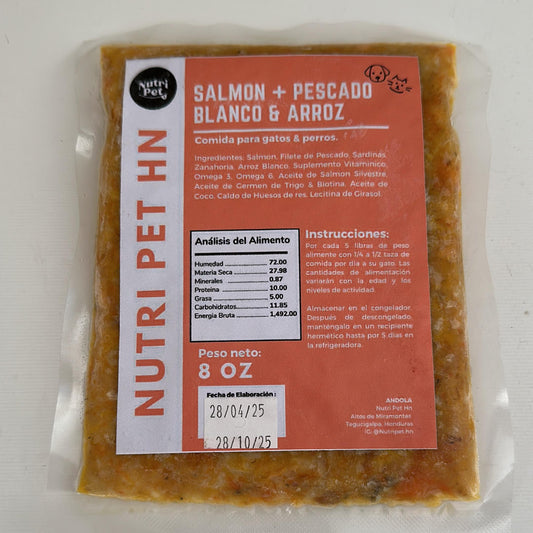 Nutri
Pet
NUTRI PET HN
SALMON + PESCADO
BLANCO & ARROZ
Comida para gatos & perros.
Ingredientes, Salmon, Filete de Pescado, Sardinas,
Zanahoria, Arroz Blanco, Suplemento Vitaminico,
Omega 3, Omega 6, Aceite de Salmon Silvestre,
Aceite de Germen de Trigo & Biotina, Aceite de
Coco, Caldo de Huesos de res, Lecitina de Girasol.
Análisis del Alimento
Humedad 72.00
Materia Seca 27.98
Minerales 0.87
Proteina 10.00
Grasa 5.00
Carbohidratos 11.85
Energia Bruta 1,492.00
Instrucciones:
Por cada 5 libras de peso
alimente con 1/4 a 1/2 taza de
comida por día a su gato. Las
cantidades de alimentación
variarán con la edad y los
niveles de actividad.
Almacenar en el congelador.
Después de descongelado,
manténgalo en un recipiente
hermético hasta por 5 dias en
la refrigeradora.
Peso neto:
8 OZ
Fecha de Elaboración:
28/04/25
28/10/25
ANDOLA
Nutri Pet Hn
Altos de Miramontes
Tegucigalpa, Honduras
IG: @Nutripet.hn